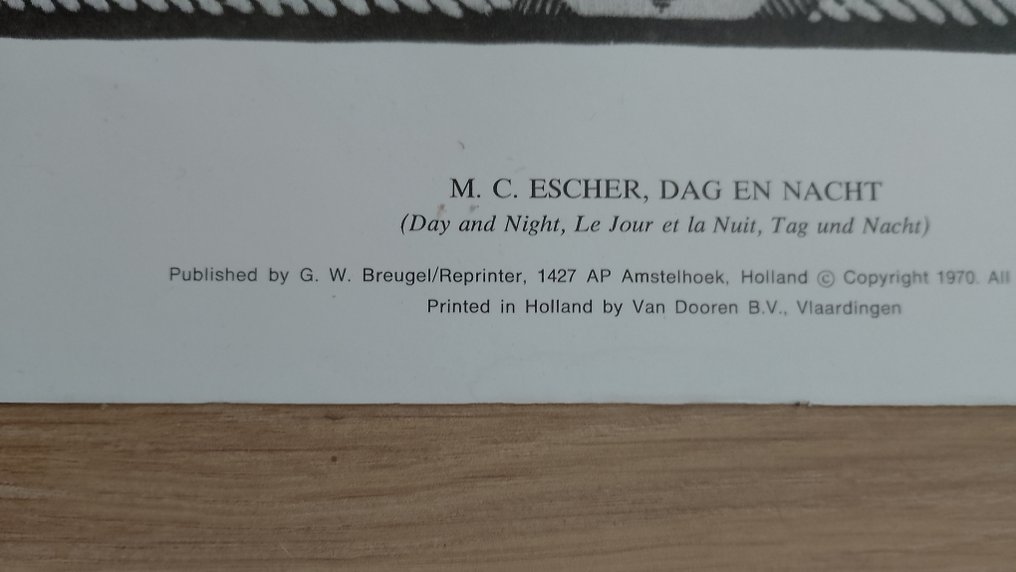 M. C. ESCHER, DAG EN NACHT
(Day and Night, Le Jour et la Nuit, Tag und Nacht)
Published by G. W. Breugel/Reprinter, 1427 AP Amstelhoek, Holland © Copyright 1970. All
Printed in Holland by Van Dooren B.V., Vlaardingen